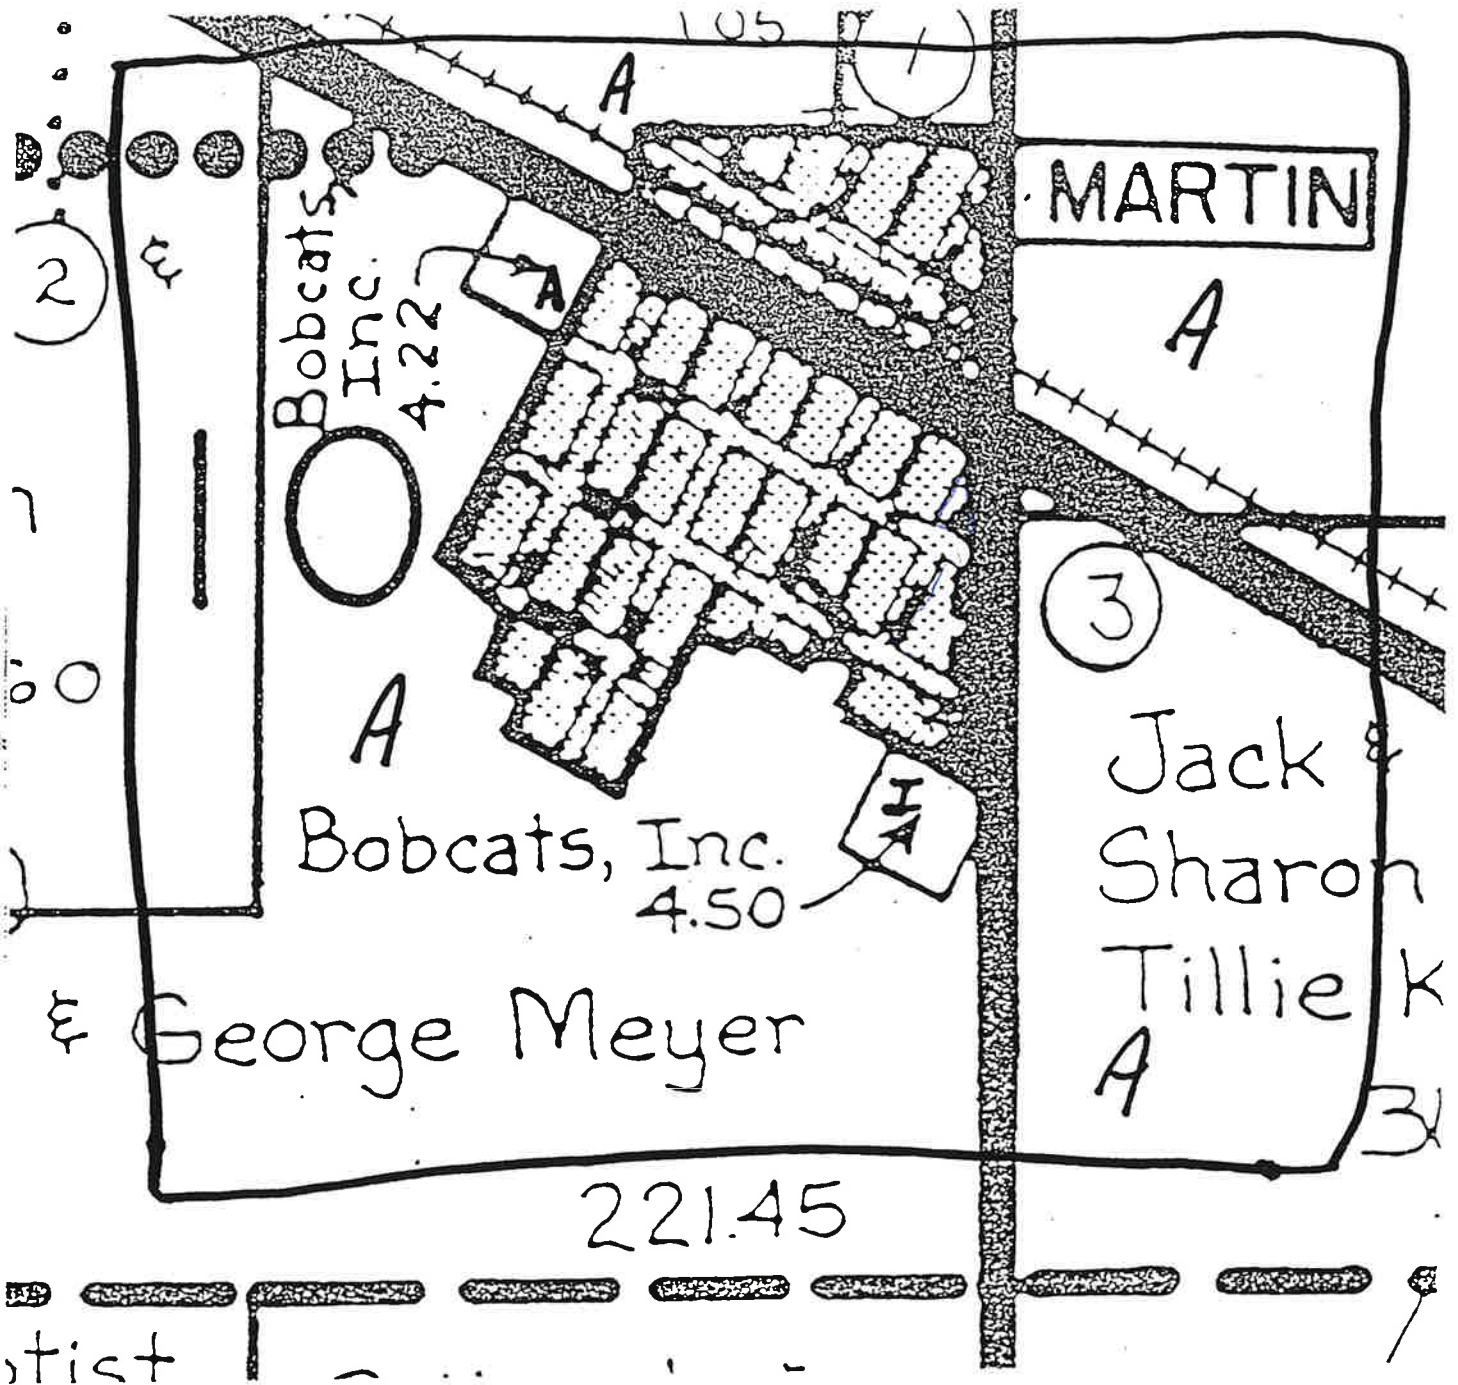 105
1
A
MARTIN
2
&
Bobcats,
Inc.
4.22
A
A
3
A
Jack &
Sharon
Tillie K
A
I
A
Bobcats, Inc.
4.50
& George Meyer
221.45